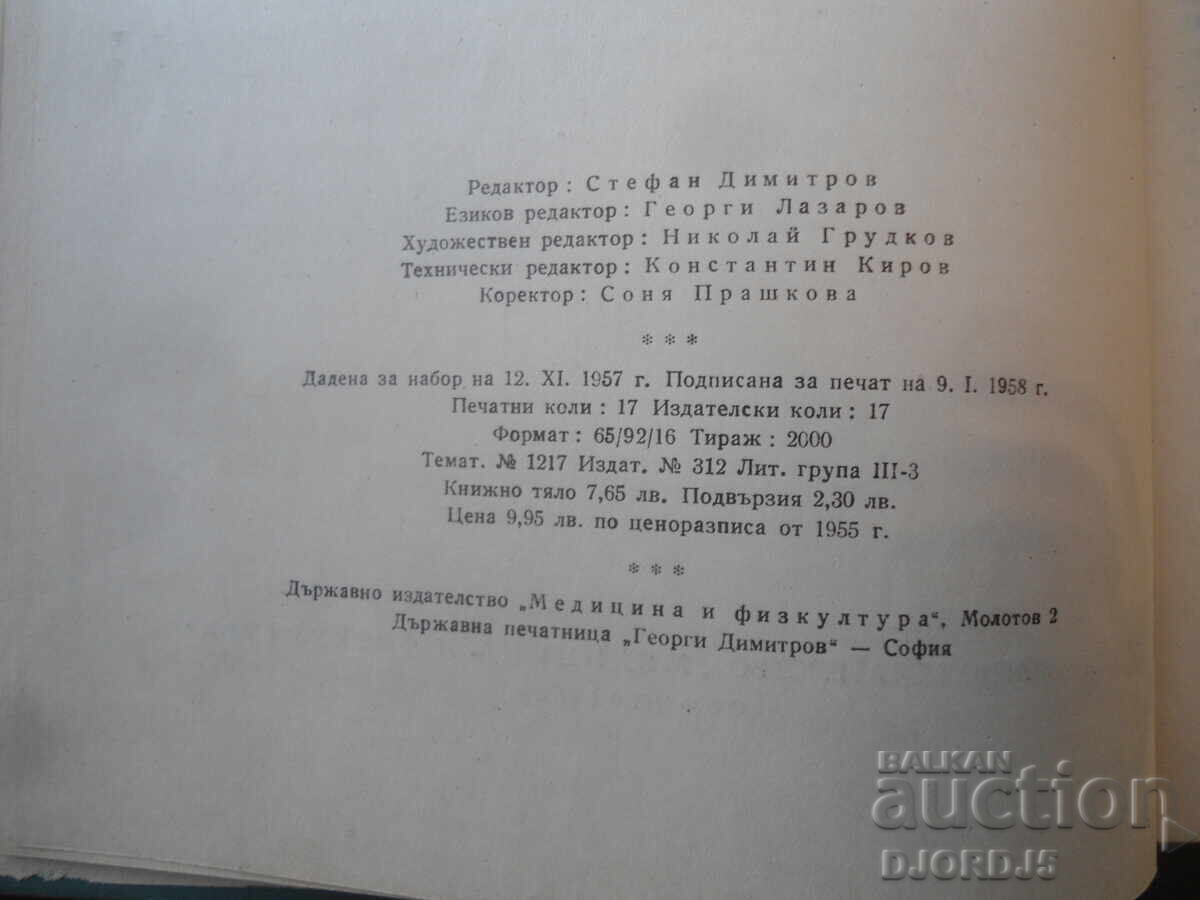 Редактор: Стефан Димитров
Езиков редактор: Георги Лазаров
Художествен редактор: Николай Грудков
Технически редактор: Константин Киров
Коректор: Соня Прашкова
* * *
Дадена за набор на 12. XI. 1957 г. Подписана за печат на 9. I. 1958 г.
Печатни коли: 17 Издателски коли: 17
Формат: 65/92/16 Тираж: 2000
Темат. № 1217 Издат. № 312 Лит. група III-3
Книжно тяло 7,65 лв. Подвързия 2,30 лв.
Цена 9,95 лв. по ценоразписа от 1955 г.
* * *
Държавно издателство „Медицина и физкултура“, Молотов 2
Държавна печатница „Георги Димитров“ — София
BALKAN
auction
DJORDJ5